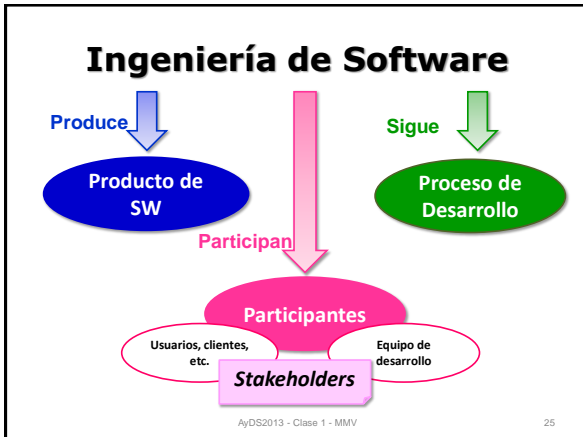 Ingeniería de Software
Produce
Sigue
Producto de
SW
Proceso de
Desarrollo
Participan
Participantes
Usuarios, clientes,
etc.
Equipo de
desarrollo
Stakeholders
AyDS2013 - Clase 1 - MMV
25